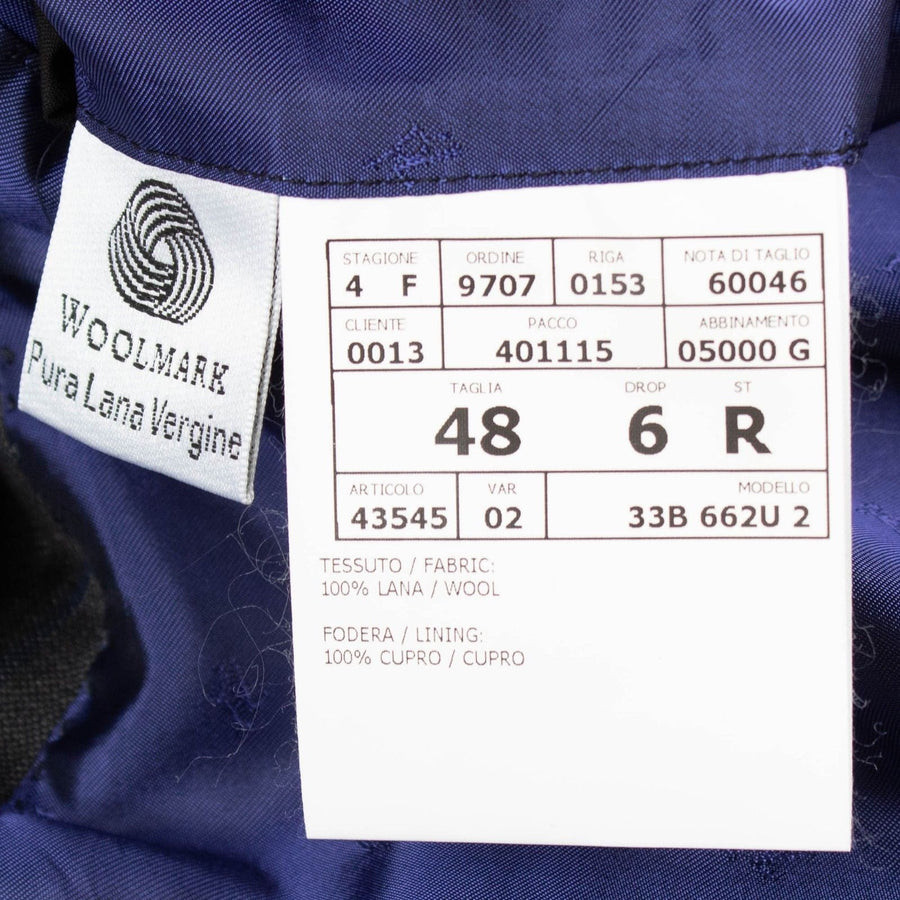 WOOLMARK
Pura Lana Vergine
STAGIONE ORDINE RIGA NOTA DI TAGLIO
4 F 9707 0153 60046
CLIENTE PACCO ABBINAMENTO
0013 401115 05000 G
TAGLIA DROP ST
48 6 R
ARTICOLO VAR MODELLO
43545 02 33B 662U 2
TESSUTO / FABRIC:
100% LANA / WOOL
FODERA / LINING:
100% CUPRO / CUPRO